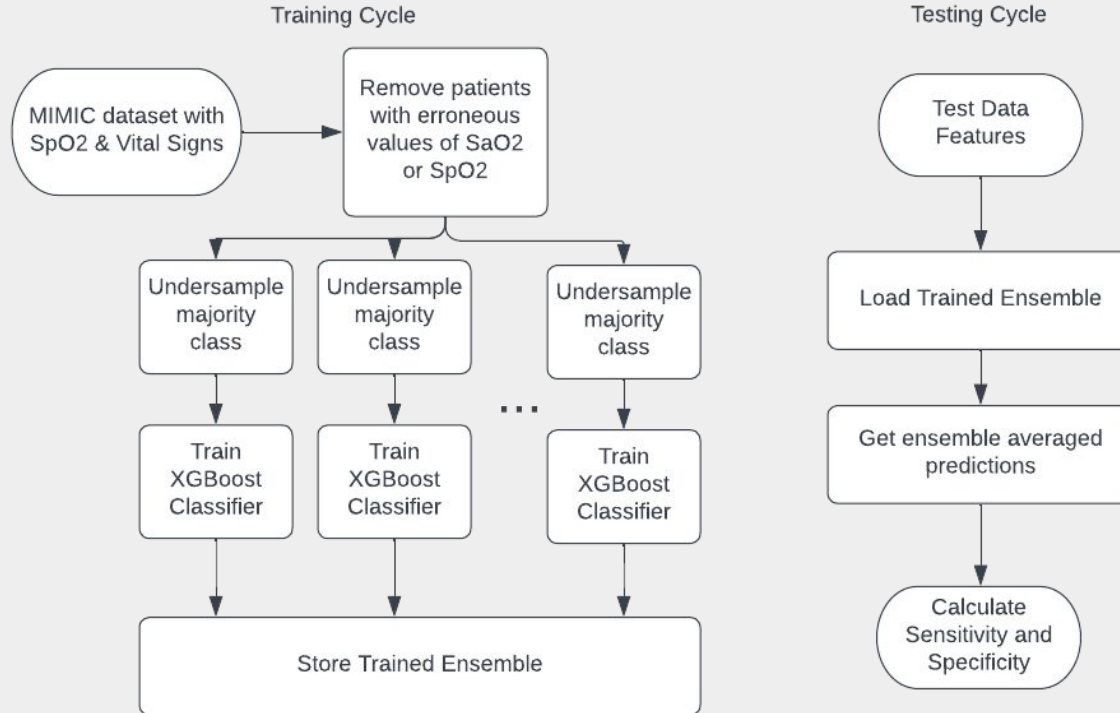 Training Cycle
Testing Cycle
MIMIC dataset with
SpO2 & Vital Signs
Remove patients
with erroneous
values of SaO2
or SpO2
Undersample
majority
class
Undersample
majority
class
Undersample
majority
class
...
Train
XGBoost
Classifier
Train
XGBoost
Classifier
Train
XGBoost
Classifier
Store Trained Ensemble
Test Data
Features
Load Trained Ensemble
Get ensemble averaged
predictions
Calculate
Sensitivity and
Specificity